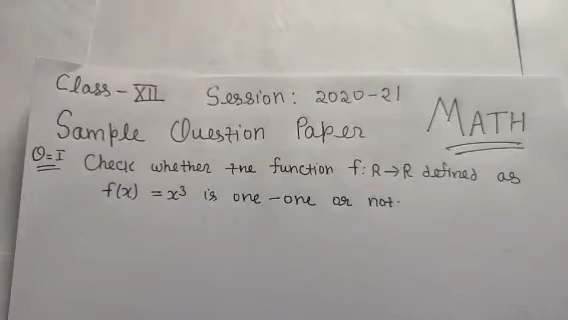 Class - XII Session: 2020-21
Sample Question Paper MATH
Q=I Check whether the function f: R→R defined as
f(x) = x³ is one-one or not.